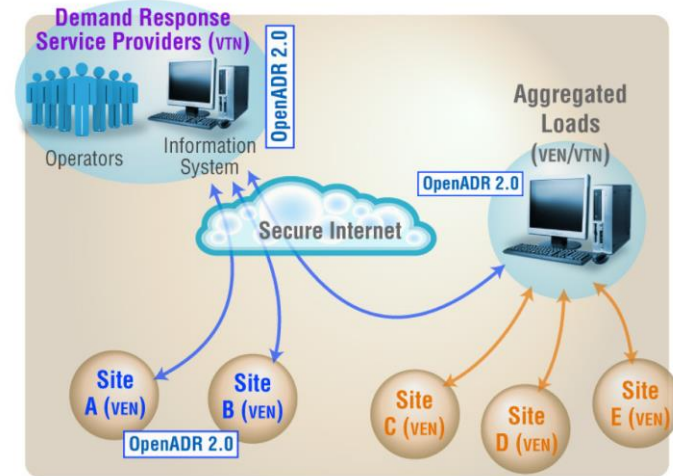 Demand Response
Service Providers (VTN)
OpenADR 2.0
Operators
Information
System
Aggregated
Loads
(VEN/VTN)
OpenADR 2.0
Secure Internet
Site
A (VEN)
Site
B (VEN)
OpenADR 2.0
Site
C (VEN)
Site
D (VEN)
Site
E (VEN)